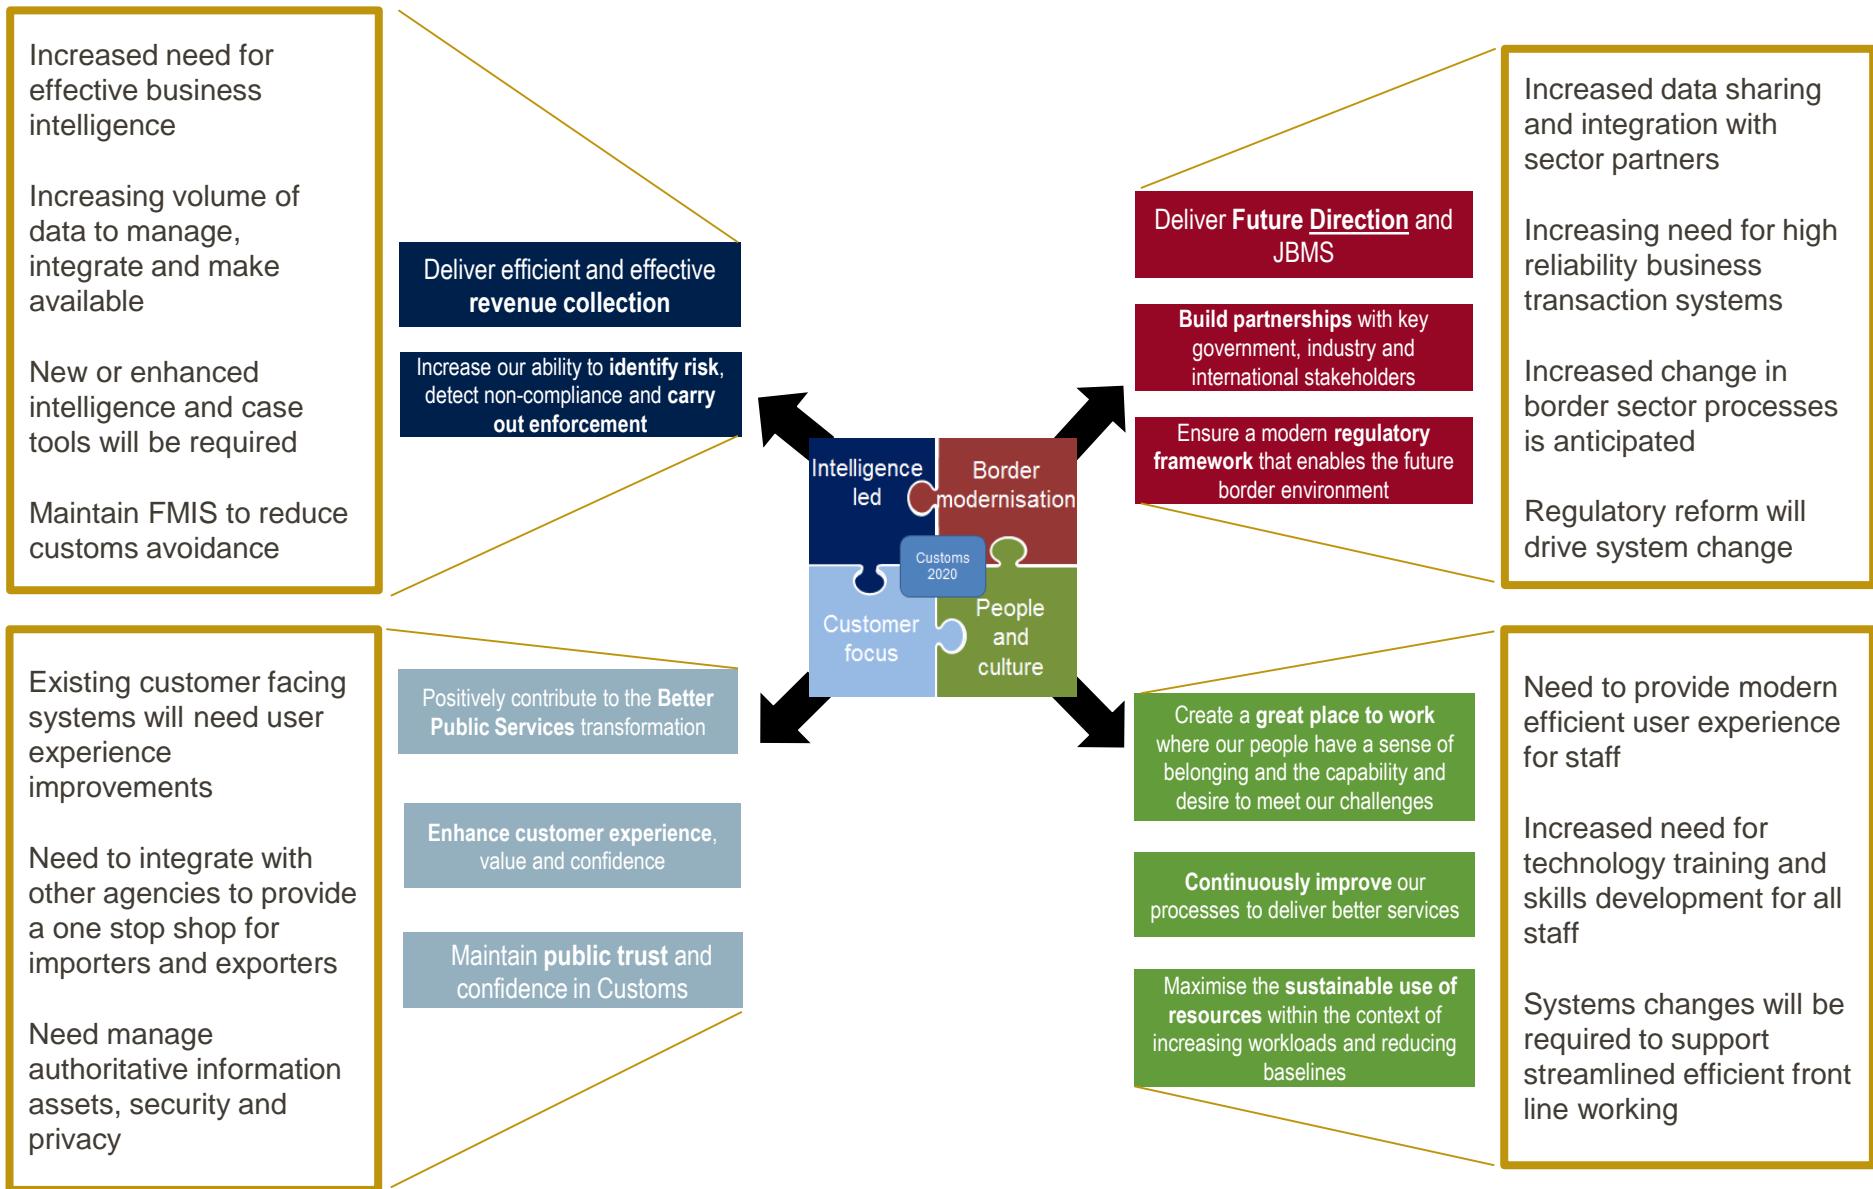 Increased need for
effective business
intelligence
Increasing volume of
data to manage,
integrate and make
available
New or enhanced
intelligence and case
tools will be required
Maintain FMIS to reduce
customs avoidance
Deliver efficient and effective
revenue collection
Increase our ability to identify risk,
detect non-compliance and carry
out enforcement
Deliver Future Direction and
JBMS
Build partnerships with key
government, industry and
international stakeholders
Ensure a modern regulatory
framework that enables the future
border environment
Increased data sharing
and integration with
sector partners
Increasing need for high
reliability business
transaction systems
Increased change in
border sector processes
is anticipated
Regulatory reform will
drive system change
Intelligence
led
Border
modernisation
Customs
2020
Customer
focus
People
and
culture
Existing customer facing
systems will need user
experience
improvements
Need to integrate with
other agencies to provide
a one stop shop for
importers and exporters
Need manage
authoritative information
assets, security and
privacy
Positively contribute to the Better
Public Services transformation
Enhance customer experience,
value and confidence
Maintain public trust and
confidence in Customs
Create a great place to work
where our people have a sense of
belonging and the capability and
desire to meet our challenges
Continuously improve our
processes to deliver better services
Maximise the sustainable use of
resources within the context of
increasing workloads and reducing
baselines
Need to provide modern
efficient user experience
for staff
Increased need for
technology training and
skills development for all
staff
Systems changes will be
required to support
streamlined efficient front
line working